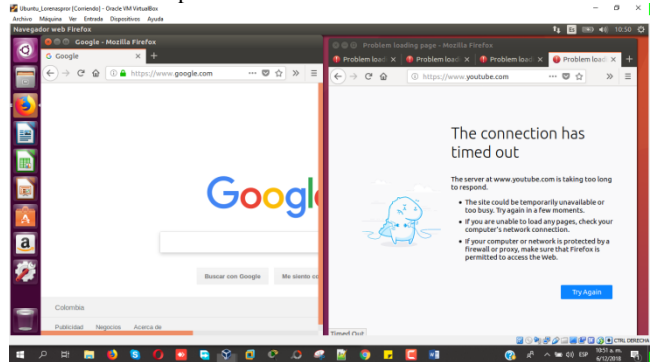 Ubuntu_Lorenaspror [Corriendo] - Oracle VM VirtualBox
Archivo Máquina Ver Entrada Dispositivos Ayuda
Navegador web Firefox
10:50
Google - Mozilla Firefox
Google
https://www.google.com
Google
Buscar con Google
Me siento co
Colombia
Publicidad Negocios Acerca de
Problem loading page - Mozilla Firefox
Problem loadi
Problem loadi
Problem loadi
Problem loadi
https://www.youtube.com
The connection has
timed out
The server at www.youtube.com is taking too long
to respond.
The site could be temporarily unavailable or
too busy. Try again in a few moments.
If you are unable to load any pages, check your
computer's network connection.
If your computer or network is protected by a
firewall or proxy, make sure that Firefox is
permitted to access the Web.
Try Again
Timed Out
CTRL DERECHA
ESP
10:51 a. m.
6/12/2018